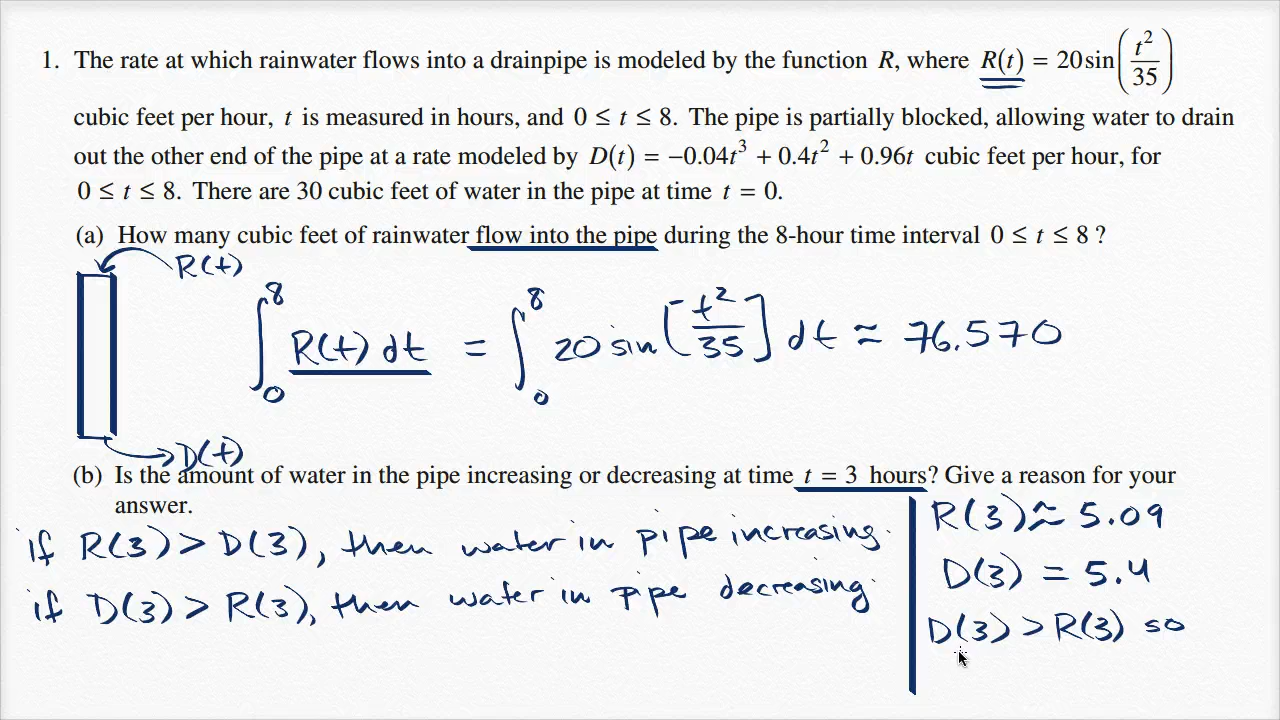 1. The rate at which rainwater flows into a drainpipe is modeled by the function R, where R(t) = 20sin(t²/35)
cubic feet per hour, t is measured in hours, and 0 ≤ t ≤ 8. The pipe is partially blocked, allowing water to drain
out the other end of the pipe at a rate modeled by D(t) = −0.04t³ + 0.4t² + 0.96t cubic feet per hour, for
0 ≤ t ≤ 8. There are 30 cubic feet of water in the pipe at time t = 0.
(a) How many cubic feet of rainwater flow into the pipe during the 8-hour time interval 0 ≤ t ≤ 8 ?
R(t)
∫₀⁸ R(t) dt = ∫₀⁸ 20 sin [t²/35] dt ≈ 76.570
D(t)
(b) Is the amount of water in the pipe increasing or decreasing at time t = 3 hours? Give a reason for your
answer.
if R(3) > D(3), then water in pipe increasing.
if D(3) > R(3), then water in pipe decreasing.
R(3) ≈ 5.09
D(3) = 5.4
D(3) > R(3) so